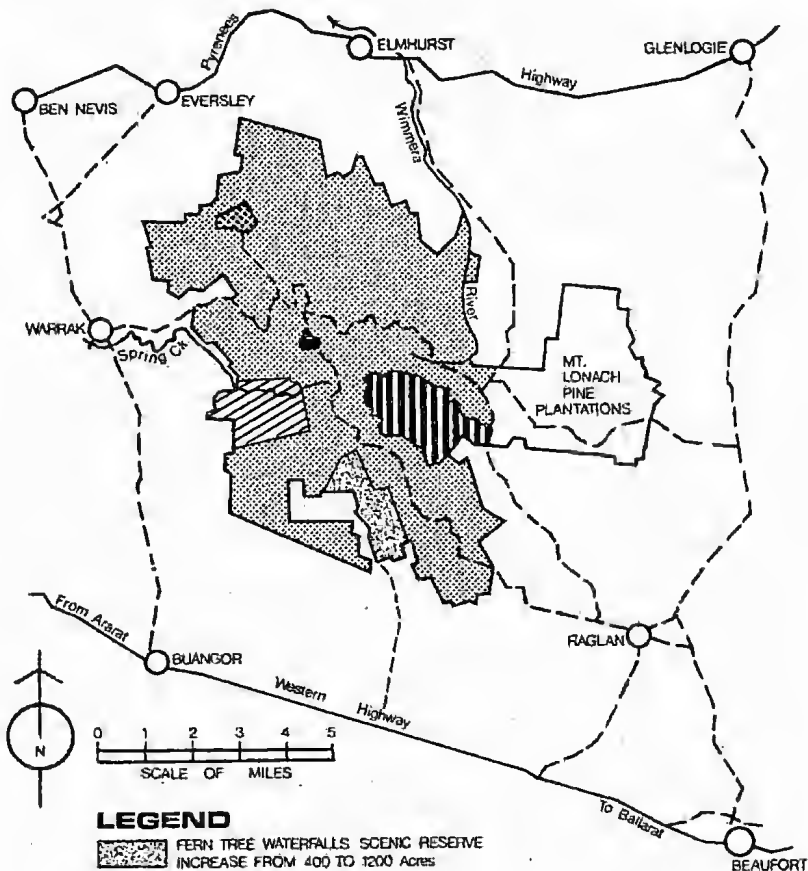 ELMHURST
GLENLOGIE
Pyrenees
Highway
BEN NEVIS
EVERSLEY
Wimmera
River
WARRAK
Spring Ck.
MT.
LONACH
PINE
PLANTATIONS
From Ararat
BUANGOR
RAGLAN
Western
Highway
N
0 1 2 3 4 5
SCALE OF MILES
To Ballarat
BEAUFORT
LEGEND
FERN TREE WATERFALLS SCENIC RESERVE
INCREASE FROM 400 TO 1200 Acres